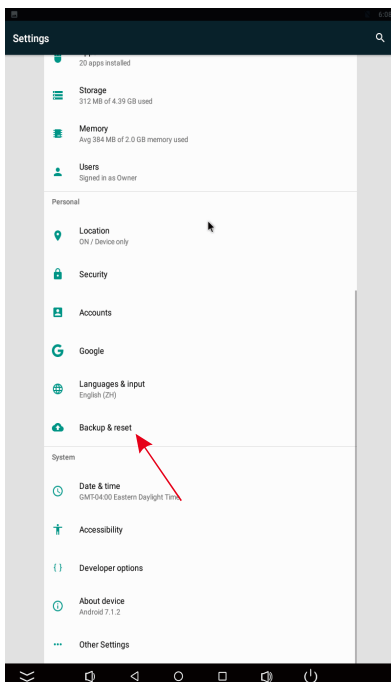 6:08
Settings
20 apps installed
Storage
312 MB of 4.39 GB used
Memory
Avg 384 MB of 2.0 GB memory used
Users
Signed in as Owner
Personal
Location
ON / Device only
Security
Accounts
Google
Languages & input
English (ZH)
Backup & reset
System
Date & time
GMT-04:00 Eastern Daylight Time
Accessibility
{ } Developer options
About device
Android 7.1.2
Other Settings